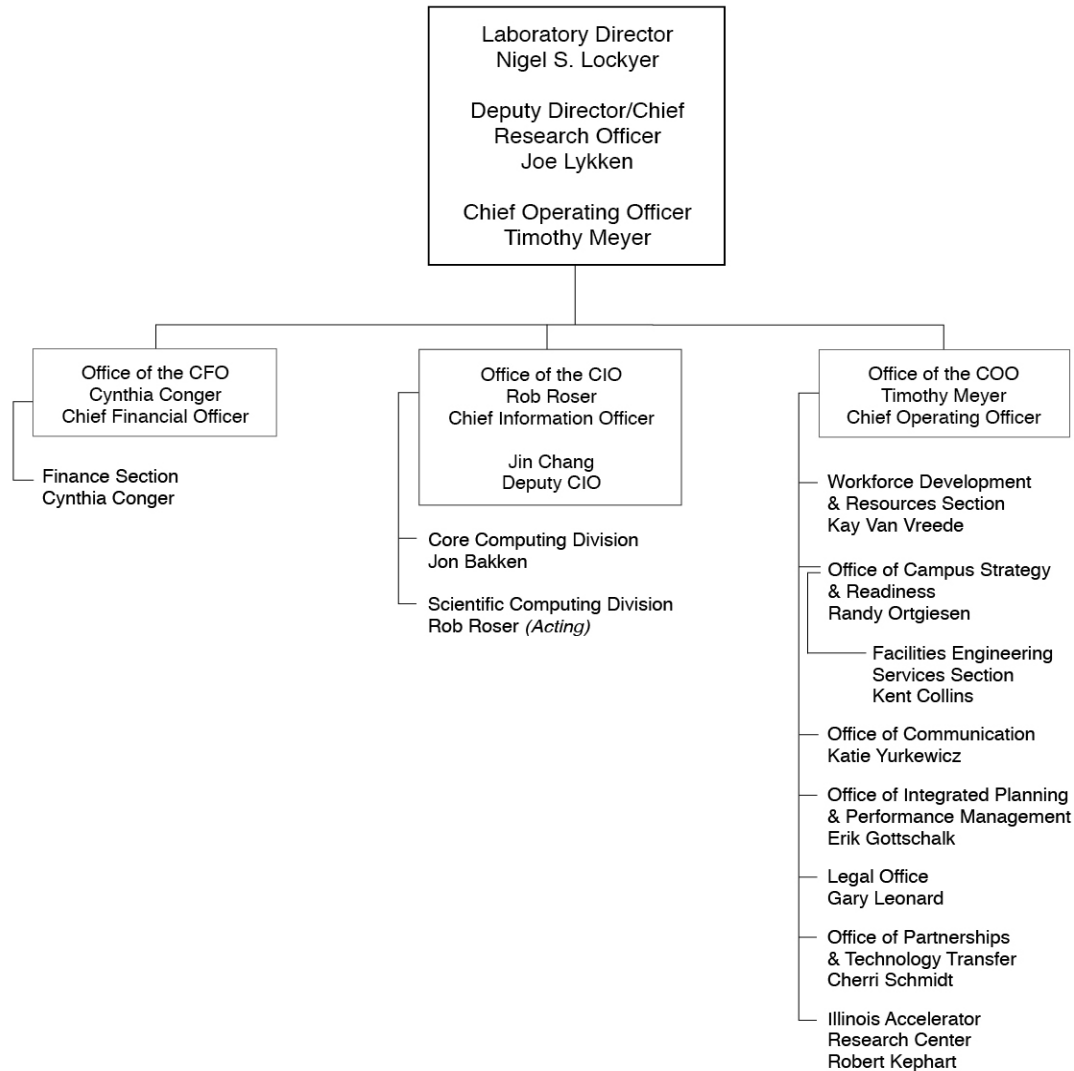 Laboratory Director
Nigel S. Lockyer
Deputy Director/Chief
Research Officer
Joe Lykken
Chief Operating Officer
Timothy Meyer
Office of the CFO
Cynthia Conger
Chief Financial Officer
Finance Section
Cynthia Conger
Office of the CIO
Rob Roser
Chief Information Officer
Jin Chang
Deputy CIO
Core Computing Division
Jon Bakken
Scientific Computing Division
Rob Roser (Acting)
Office of the COO
Timothy Meyer
Chief Operating Officer
Workforce Development
& Resources Section
Kay Van Vreede
Office of Campus Strategy
& Readiness
Randy Ortgiesen
Facilities Engineering
Services Section
Kent Collins
Office of Communication
Katie Yurkewicz
Office of Integrated Planning
& Performance Management
Erik Gottschalk
Legal Office
Gary Leonard
Office of Partnerships
& Technology Transfer
Cherri Schmidt
Illinois Accelerator
Research Center
Robert Kephart